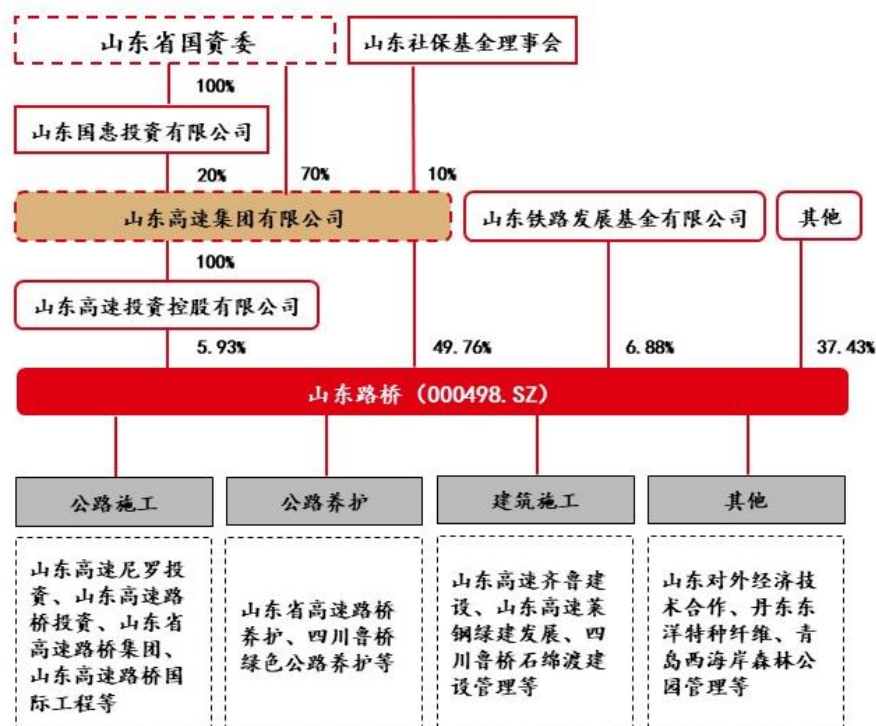 山东省国资委
山东社保基金理事会
100%
山东国惠投资有限公司
20%
70%
10%
山东高速集团有限公司
山东铁路发展基金有限公司
其他
100%
山东高速投资控股有限公司
5.93%
49.76%
6.88%
37.43%
山东路桥（000498.SZ）
公路施工
公路养护
建筑施工
其他
山东高速尼罗投
资、山东高速路
桥投资、山东省
高速路桥集团、
山东高速路桥国
际工程等
山东省高速路桥
养护、四川鲁桥
绿色公路养护等
山东高速齐鲁建
设、山东高速莱
钢绿建发展、四
川鲁桥石绵渡建
设管理等
山东对外经济技
术合作、丹东东
洋特种纤维、青
岛西海岸森林公
园管理等